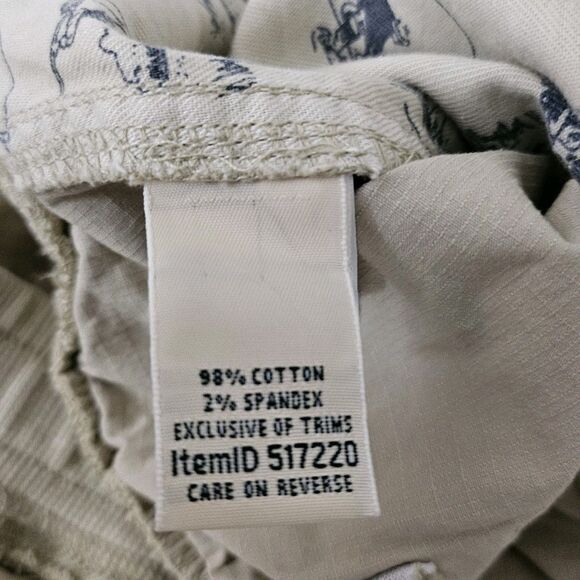 98% COTTON
2% SPANDEX
EXCLUSIVE OF TRIMS
ItemID 517220
CARE ON REVERSE